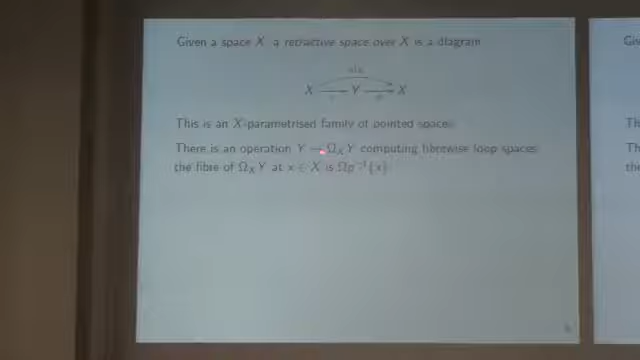 Given a space X a retractive space over X is a diagram
X → Y → X
This is an X-parametrised family of pointed spaces
There is an operation Y → Ω_X Y computing fibrewise loop spaces
the fibre of Ω_X Y at x ∈ X is Ωp⁻¹{x}